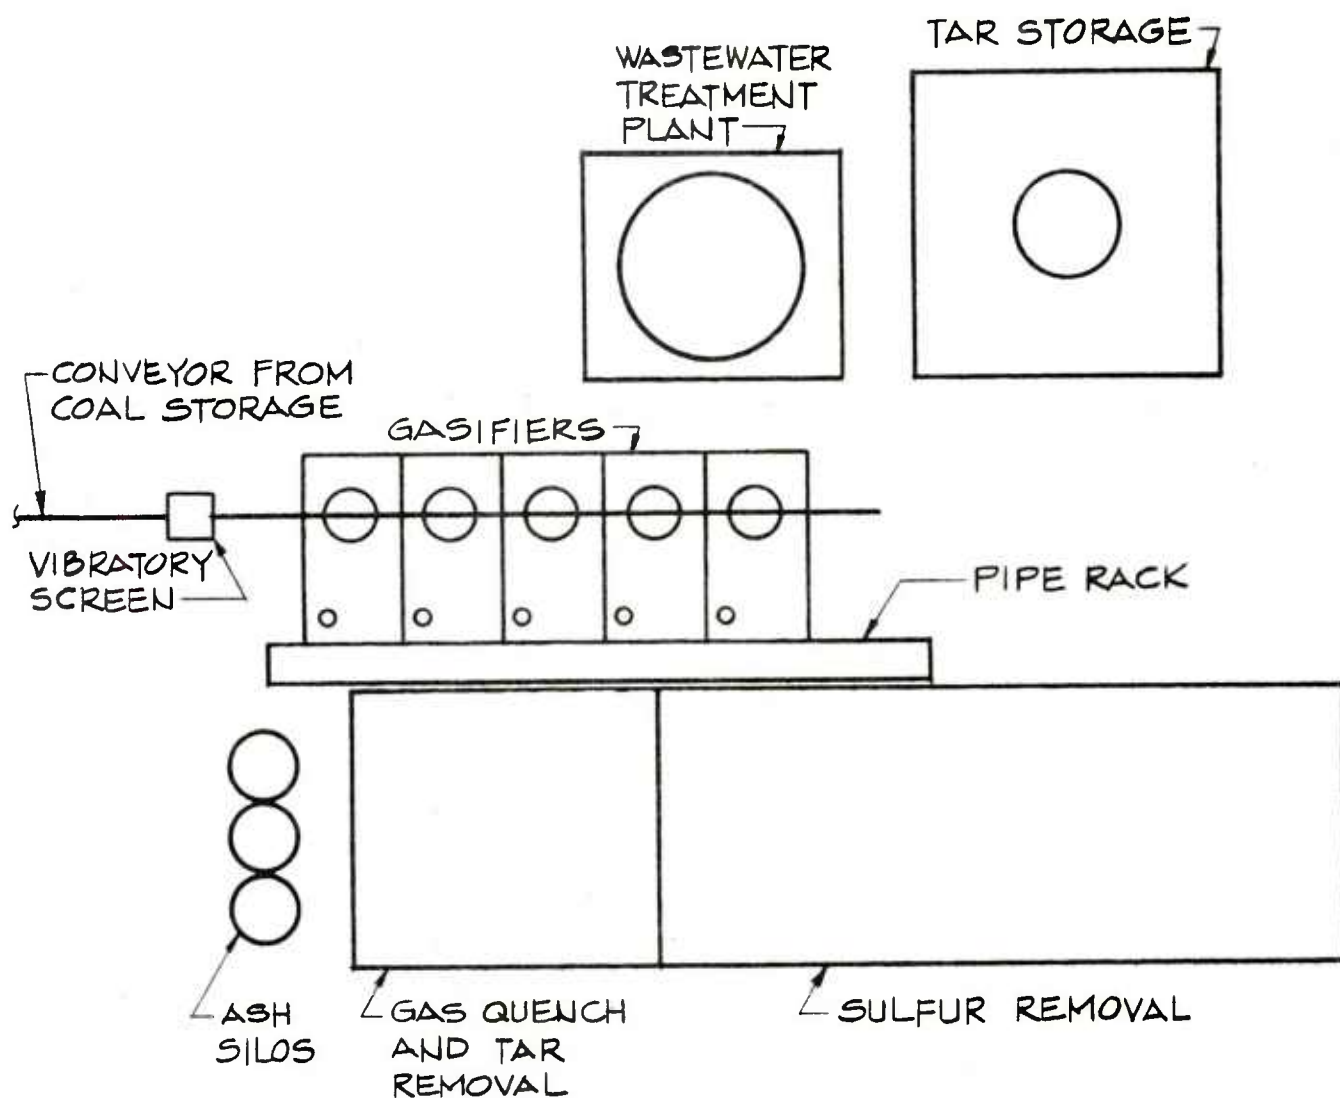 TAR STORAGE
WASTEWATER
TREATMENT
PLANT
CONVEYOR FROM
COAL STORAGE
GASIFIERS
VIBRATORY
SCREEN
PIPE RACK
ASH
SILOS
GAS QUENCH
AND TAR
REMOVAL
SULFUR REMOVAL